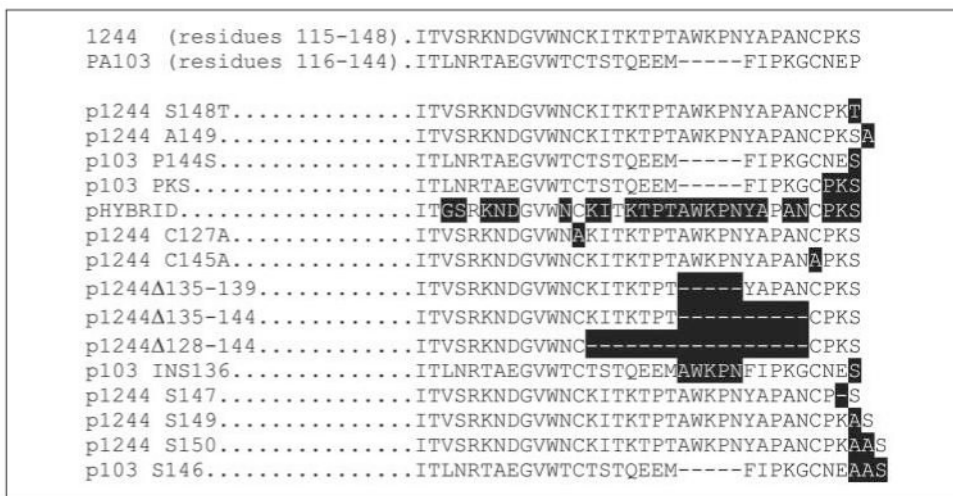 1244 (residues 115-148).ITVSRKNDGVWNCKITKTPTAWKPNYAPANCPKS
PA103 (residues 116-144).ITLNRTAEGVWTCTSTQEEM-----FIPKGCNEP
p1244 S148T...............ITVSRKNDGVWNCKITKTPTAWKPNYAPANCPKT
p1244 A149................ITVSRKNDGVWNCKITKTPTAWKPNYAPANCPKSA
p103 P144S................ITLNRTAEGVWTCTSTQEEM-----FIPKGCNES
p103 PKS..................ITLNRTAEGVWTCTSTQEEM-----FIPKGCPKS
pHYBRID...................ITGSRKNDGVWNCKITKTPTAWKPNYAPANCPKS
p1244 C127A...............ITVSRKNDGVWNAKITKTPTAWKPNYAPANCPKS
p1244 C145A...............ITVSRKNDGVWNCKITKTPTAWKPNYAPANAPKS
p1244Δ135-139.............ITVSRKNDGVWNCKITKTPT-----YAPANCPKS
p1244Δ135-144.............ITVSRKNDGVWNCKITKTPT----------CPKS
p1244Δ128-144.............ITVSRKNDGVWNC-----------------CPKS
p103 INS136...............ITLNRTAEGVWTCTSTQEEMAWKPNFIPKGCNES
p1244 S147................ITVSRKNDGVWNCKITKTPTAWKPNYAPANCP-S
p1244 S149................ITVSRKNDGVWNCKITKTPTAWKPNYAPANCPKAS
p1244 S150................ITVSRKNDGVWNCKITKTPTAWKPNYAPANCPKAAS
p103 S146.................ITLNRTAEGVWTCTSTQEEM-----FIPKGCNEAAS